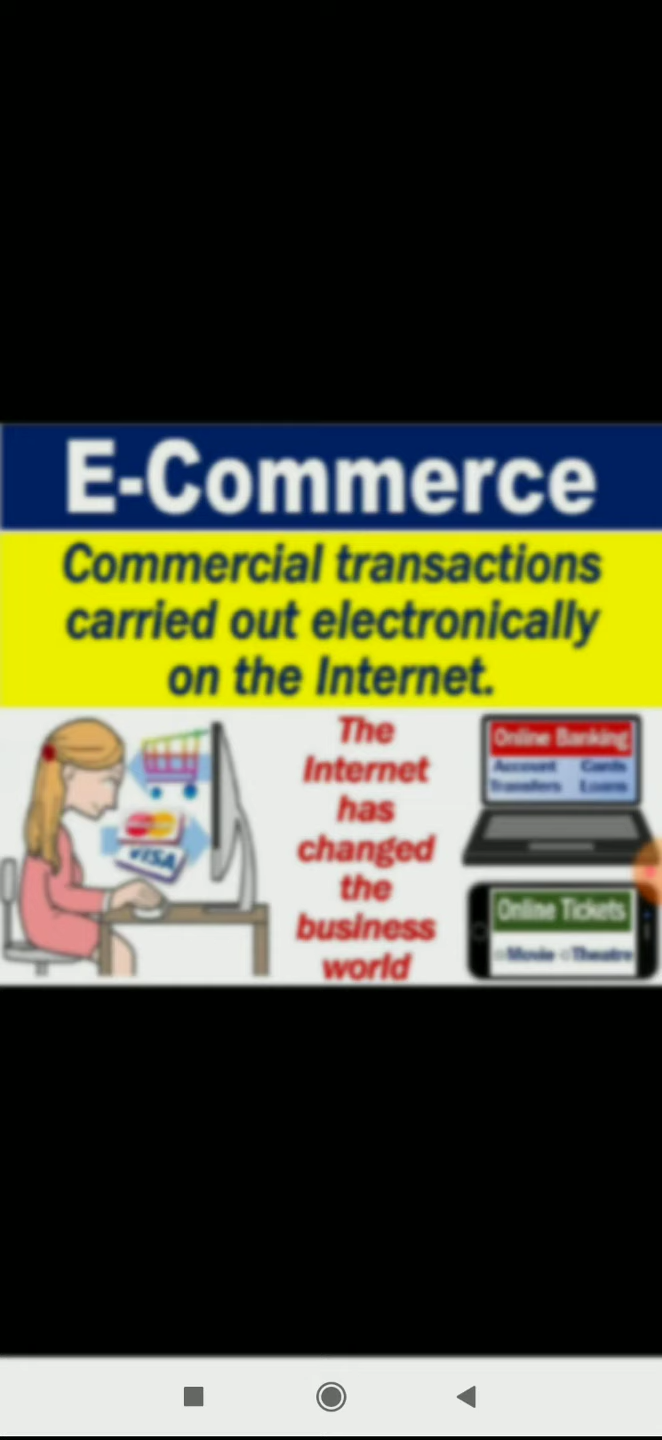 E-Commerce
Commercial transactions
carried out electronically
on the Internet.
The
Internet
has
changed
the
business
world
VISA
Online Banking
Account Cards
Transfers Loans
Online Tickets
Movie Theatre